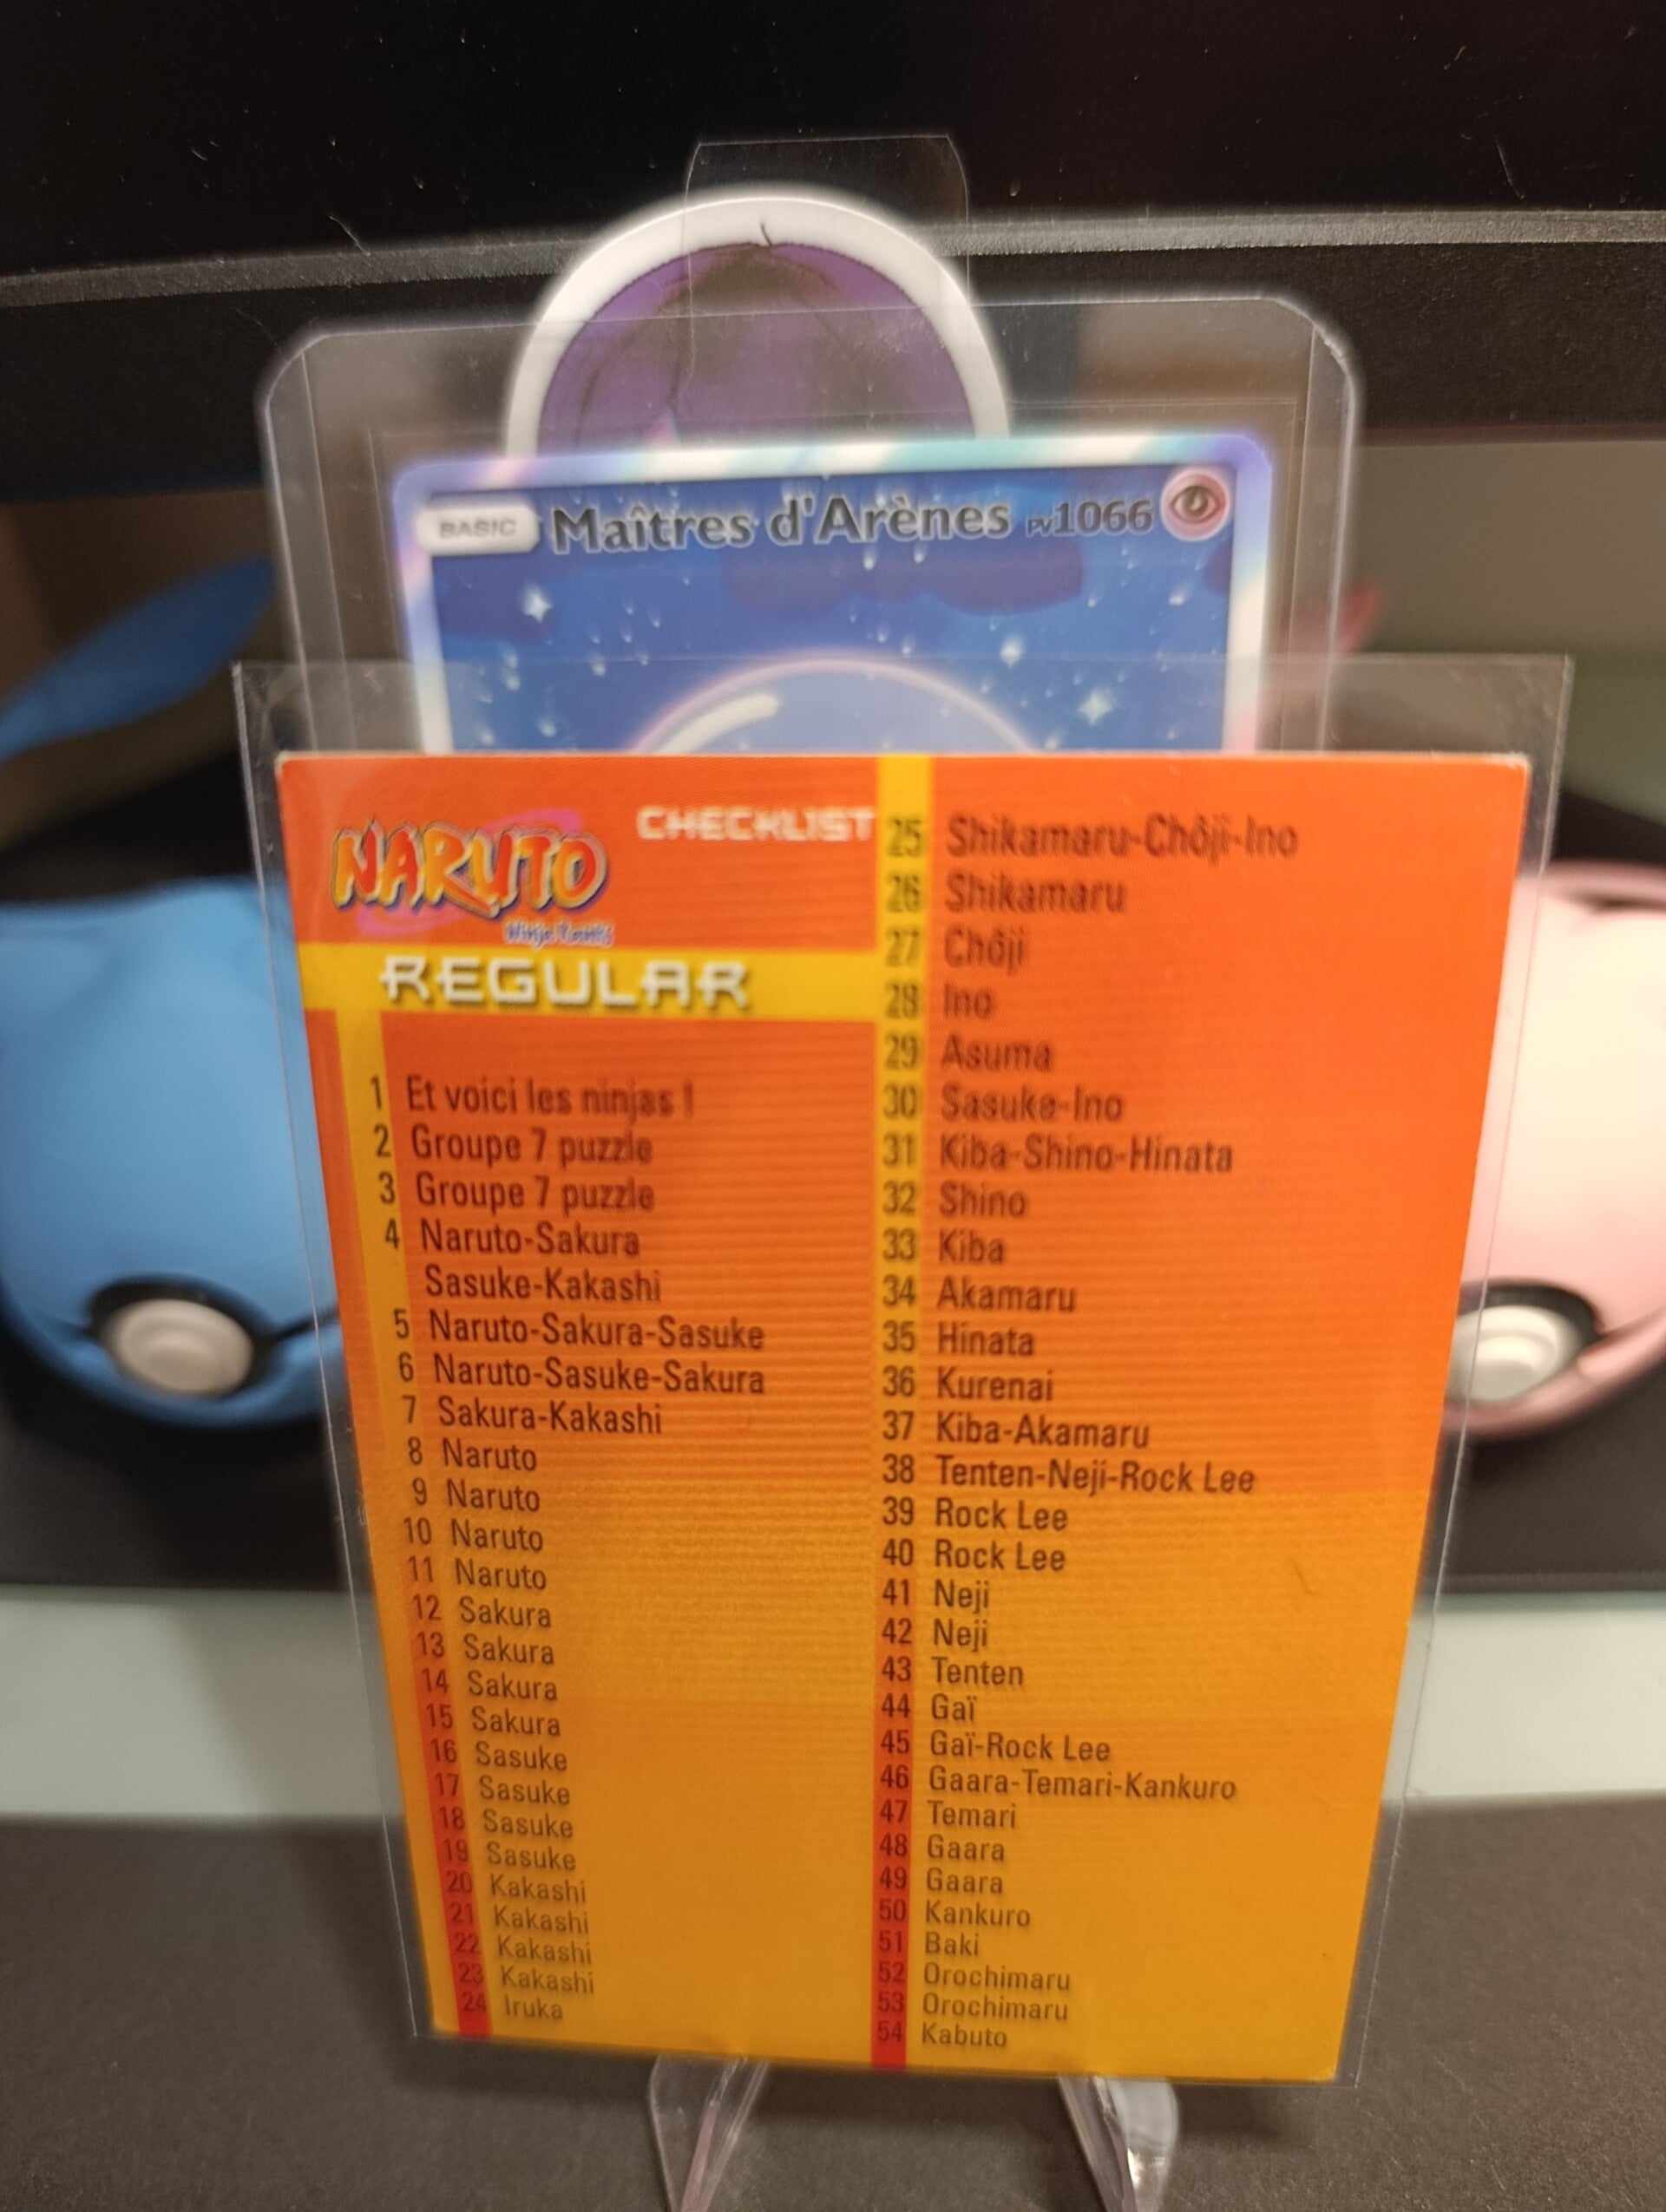 BASIC Maîtres d'Arènes PV1066
NARUTO
CHECKLIST
REGULAR
1 Et voici les ninjas !
2 Groupe 7 puzzle
3 Groupe 7 puzzle
4 Naruto-Sakura
Sasuke-Kakashi
5 Naruto-Sakura-Sasuke
6 Naruto-Sasuke-Sakura
7 Sakura-Kakashi
8 Naruto
9 Naruto
10 Naruto
11 Naruto
12 Sakura
13 Sakura
14 Sakura
15 Sakura
16 Sasuke
17 Sasuke
18 Sasuke
19 Sasuke
20 Kakashi
21 Kakashi
22 Kakashi
23 Kakashi
24 Iruka
25 Shikamaru-Chôji-Ino
26 Shikamaru
27 Chôji
28 Ino
29 Asuma
30 Sasuke-Ino
31 Kiba-Shino-Hinata
32 Shino
33 Kiba
34 Akamaru
35 Hinata
36 Kurenai
37 Kiba-Akamaru
38 Tenten-Neji-Rock Lee
39 Rock Lee
40 Rock Lee
41 Neji
42 Neji
43 Tenten
44 Gaï
45 Gaï-Rock Lee
46 Gaara-Temari-Kankuro
47 Temari
48 Gaara
49 Gaara
50 Kankuro
51 Baki
52 Orochimaru
53 Orochimaru
54 Kabuto